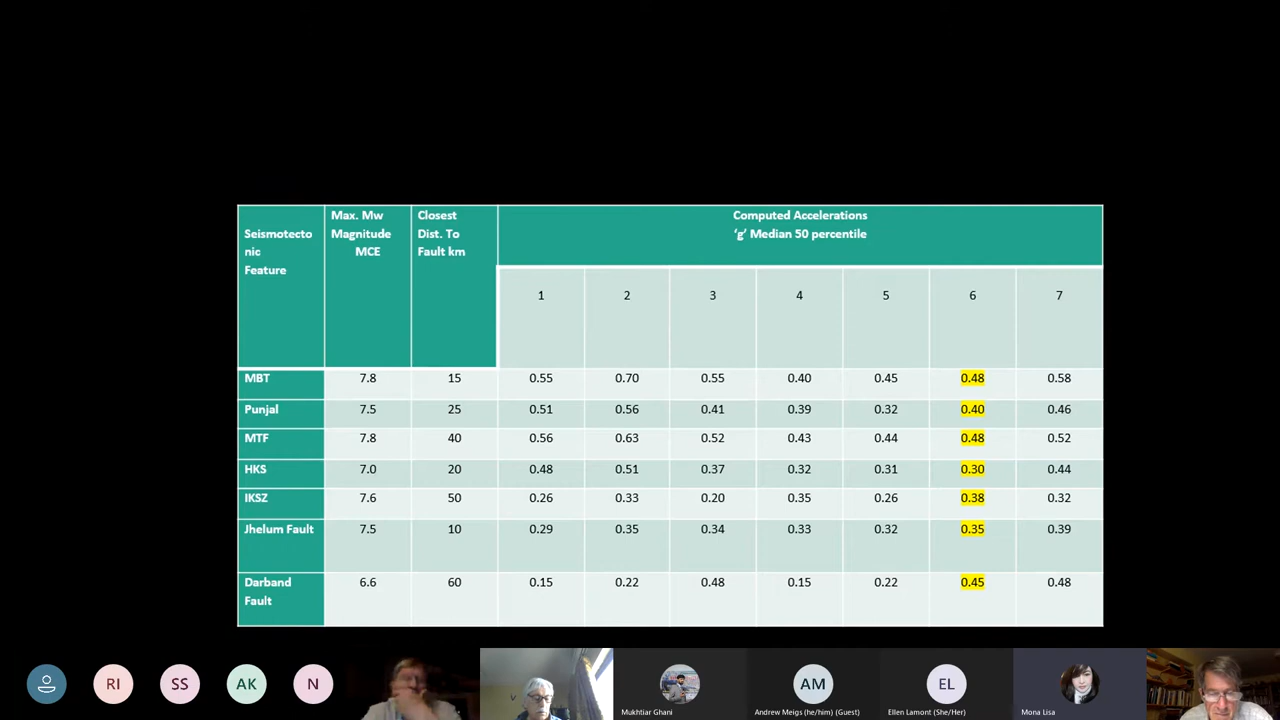 Seismotecto
nic
Feature
Max. Mw
Magnitude
MCE
Closest
Dist. To
Fault km
Computed Accelerations
‘g’ Median 50 percentile
1 2 3 4 5 6 7
MBT 7.8 15 0.55 0.70 0.55 0.40 0.45 0.48 0.58
Punjal 7.5 25 0.51 0.56 0.41 0.39 0.32 0.40 0.46
MTF 7.8 40 0.56 0.63 0.52 0.43 0.44 0.48 0.52
HKS 7.0 20 0.48 0.51 0.37 0.32 0.31 0.30 0.44
IKSZ 7.6 50 0.26 0.33 0.20 0.35 0.26 0.38 0.32
Jhelum Fault 7.5 10 0.29 0.35 0.34 0.33 0.32 0.35 0.39
Darband 6.6 60 0.15 0.22 0.48 0.15 0.22 0.45 0.48
Fault
RI SS AK N AM EL
Mukhtiar Ghani Andrew Meigs (he/him) (Guest) Ellen Lamont (She/Her) Mona Lisa